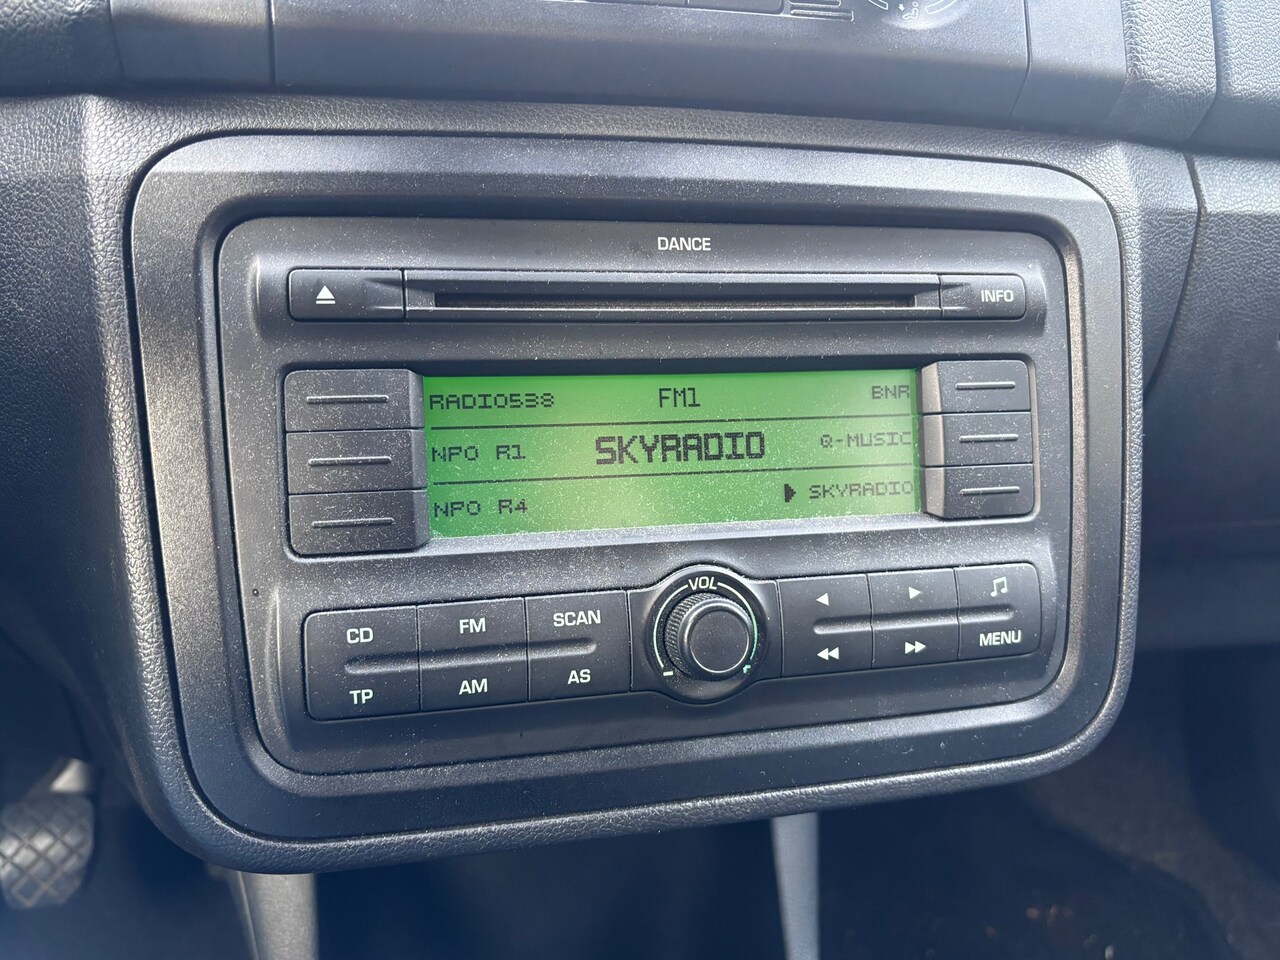 DANCE
INFO
RADIO538 FM1 BNR
NPO R1 SKYRADIO Q-MUSIC
NPO R4 SKYRADIO
VOL
CD FM SCAN
TP AM AS MENU